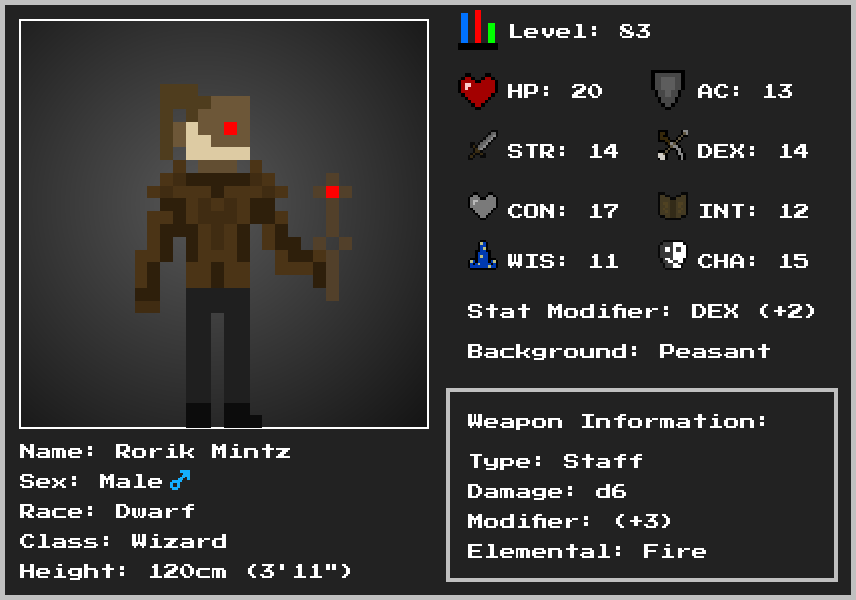 Level: 83
HP: 20
AC: 13
STR: 14
DEX: 14
CON: 17
INT: 12
WIS: 11
CHA: 15
Stat Modifier: DEX (+2)
Background: Peasant
Weapon Information:
Type: Staff
Damage: d6
Modifier: (+3)
Elemental: Fire
Name: Rorik Mintz
Sex: Male♂
Race: Dwarf
Class: Wizard
Height: 120cm (3'11")